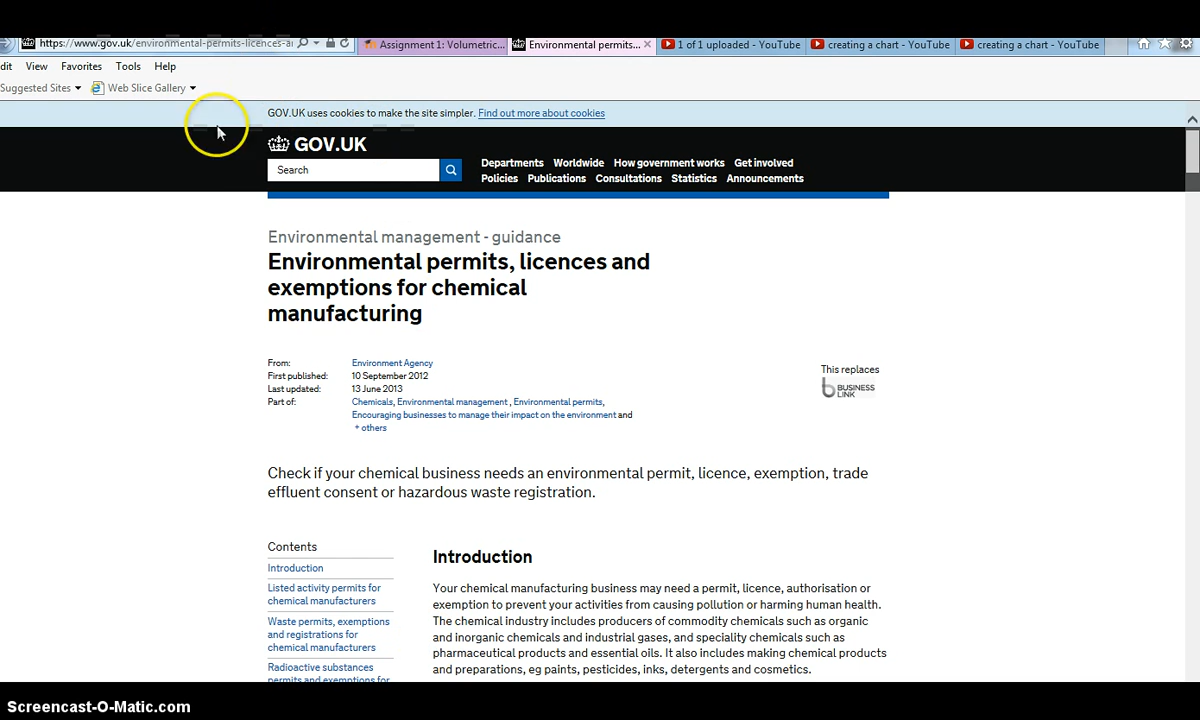 https://www.gov.uk/environmental-permits-licences-ar
Assignment 1: Volumetric...
Environmental permits...
1 of 1 uploaded - YouTube
creating a chart - YouTube
creating a chart - YouTube
dit View Favorites Tools Help
Suggested Sites Web Slice Gallery
GOV.UK uses cookies to make the site simpler. Find out more about cookies
GOV.UK
Search
Departments Worldwide How government works Get involved
Policies Publications Consultations Statistics Announcements
Environmental management - guidance
Environmental permits, licences and
exemptions for chemical
manufacturing
From: Environment Agency
First published: 10 September 2012
Last updated: 13 June 2013
Part of: Chemicals, Environmental management , Environmental permits,
Encouraging businesses to manage their impact on the environment and
+ others
This replaces
BUSINESS
LINK
Check if your chemical business needs an environmental permit, licence, exemption, trade
effluent consent or hazardous waste registration.
Contents
Introduction
Listed activity permits for
chemical manufacturers
Waste permits, exemptions
and registrations for
chemical manufacturers
Radioactive substances
permits and exemptions for
Introduction
Your chemical manufacturing business may need a permit, licence, authorisation or
exemption to prevent your activities from causing pollution or harming human health.
The chemical industry includes producers of commodity chemicals such as organic
and inorganic chemicals and industrial gases, and speciality chemicals such as
pharmaceutical products and essential oils. It also includes making chemical products
and preparations, eg paints, pesticides, inks, detergents and cosmetics.
Screencast-O-Matic.com